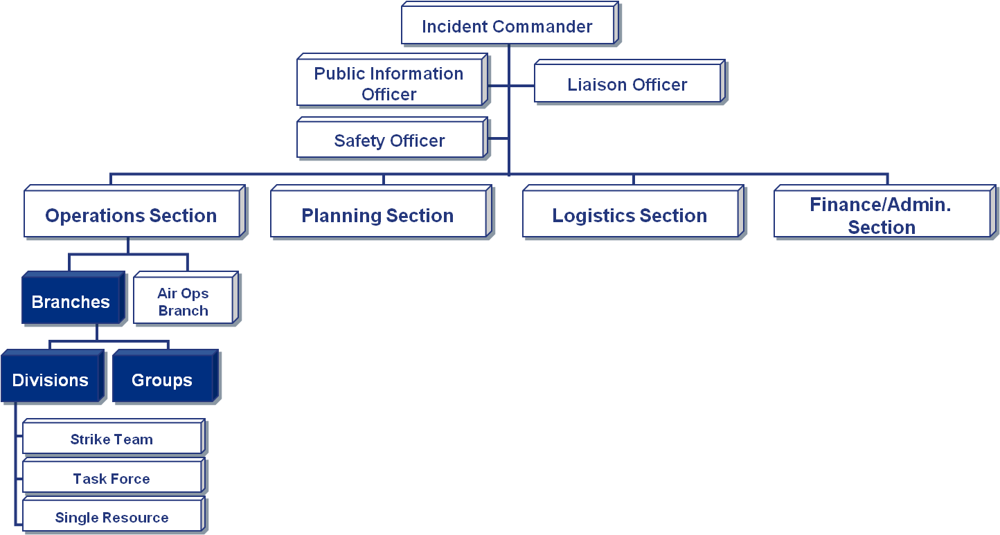 Incident Commander
Public Information
Officer
Liaison Officer
Safety Officer
Operations Section
Planning Section
Logistics Section
Finance/Admin.
Section
Branches
Air Ops
Branch
Divisions
Groups
Strike Team
Task Force
Single Resource